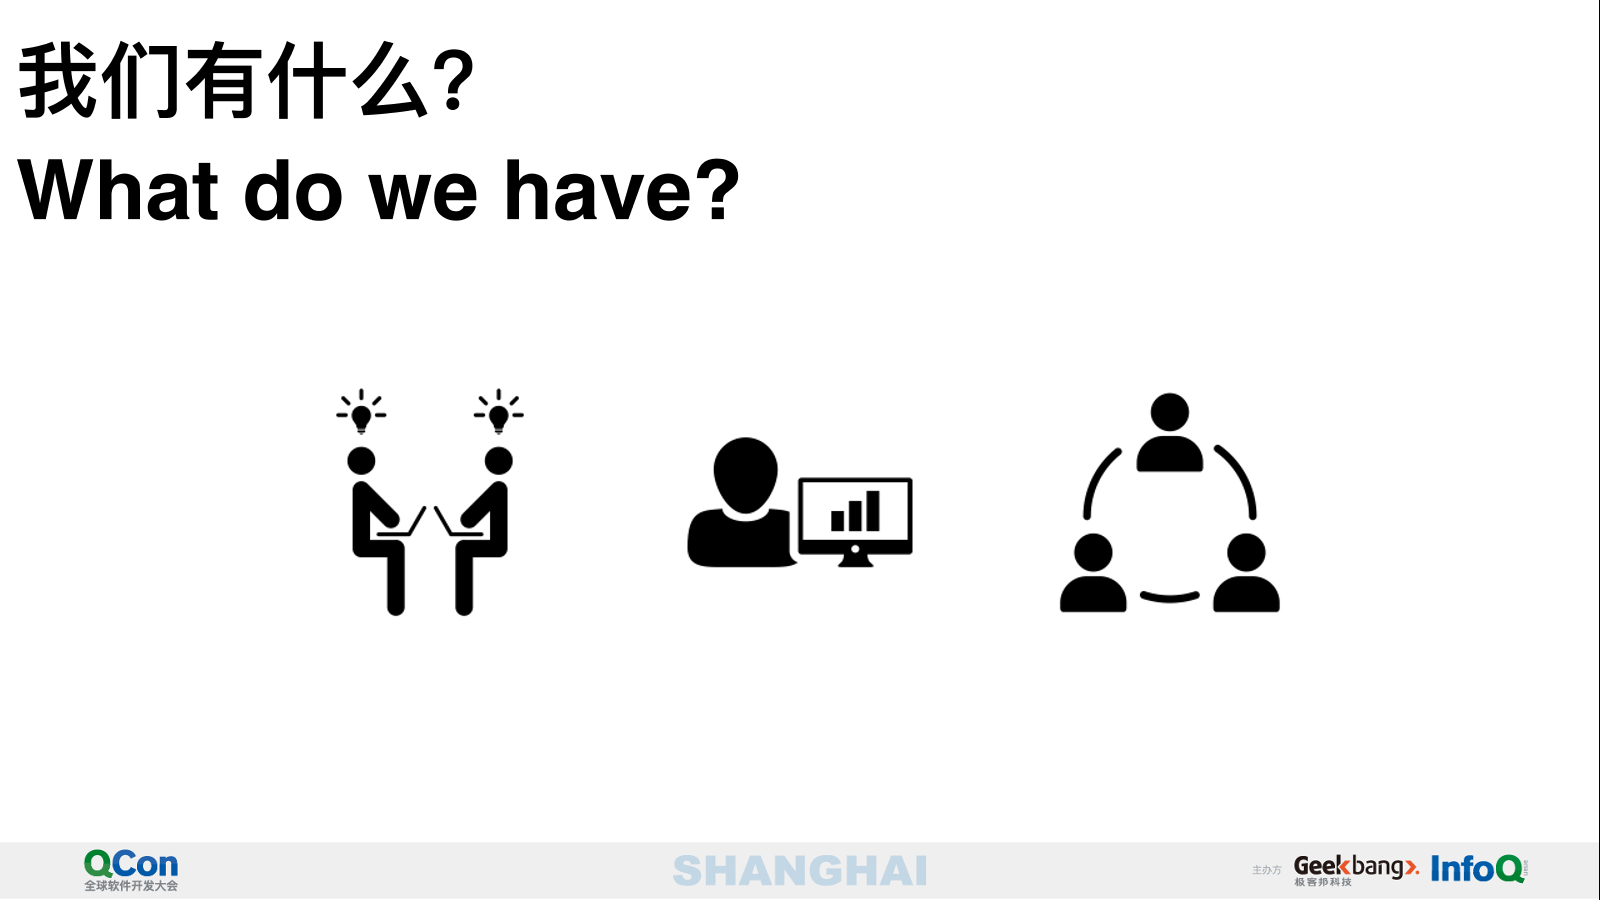 我们有什么？
What do we have?
QCon
全球软件开发大会
SHANGHAI
主办方
Geekbang>.
极客邦科技
InfoQ